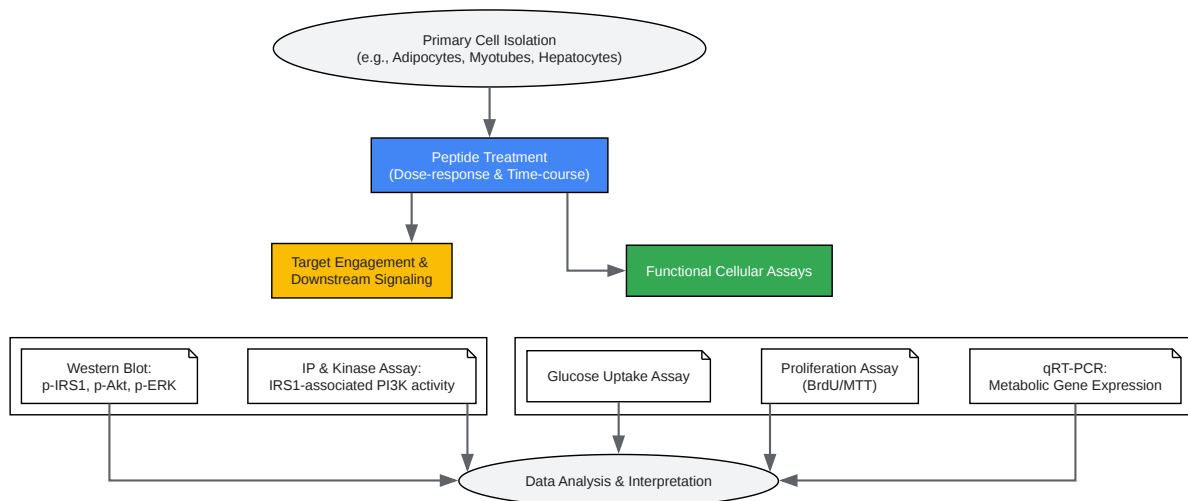 Primary Cell Isolation
(e.g., Adipocytes, Myotubes, Hepatocytes)
Peptide Treatment
(Dose-response & Time-course)
Target Engagement &
Downstream Signaling
Functional Cellular Assays
Western Blot:
p-IRS1, p-Akt, p-ERK
IP & Kinase Assay:
IRS1-associated PI3K activity
Glucose Uptake Assay
Proliferation Assay
(BrdU/MTT)
qRT-PCR:
Metabolic Gene Expression
Data Analysis & Interpretation